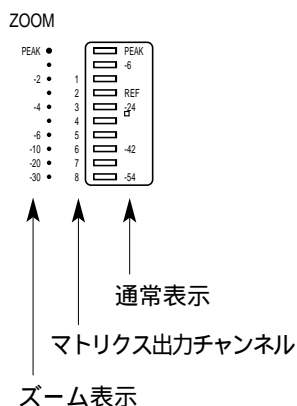 ZOOM
PEAK PEAK
-6
-2 1
2 REF
-4 3 -24
4
-6 5
-10 6 -42
-20 7
-30 8 -54
通常表示
マトリクス出力チャンネル
ズーム表示